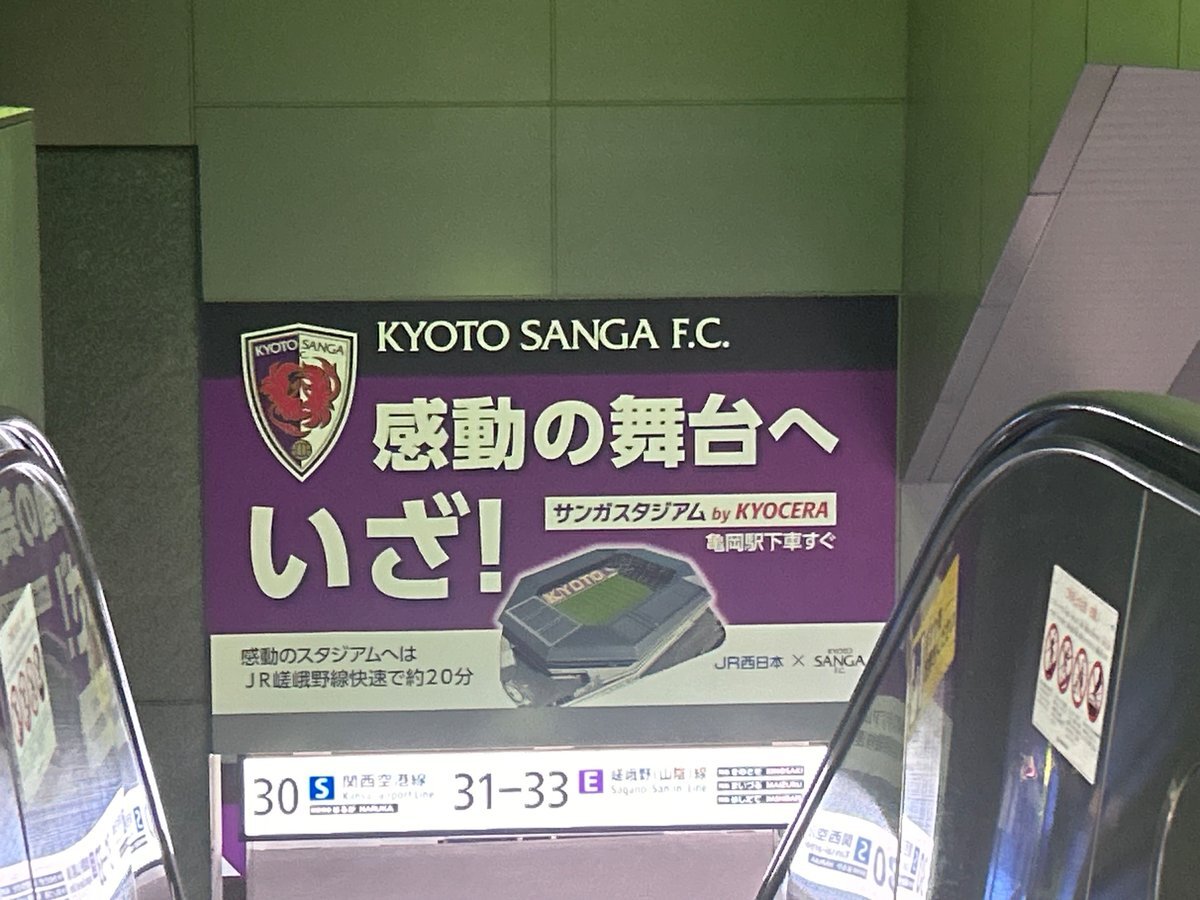 KYOTO SANGA F.C.
KYOTO SANGA
感動の舞台へ
いざ!
サンガスタジアム by KYOCERA
亀岡駅下車すぐ
KYOTO
感動のスタジアムへは
JR嵯峨野線快速で約20分
JR西日本 × SANGA F.C.
30 S 関西空港線 31-33 E 嵯峨野(山陰)線
Kansai-airport Line Sagano San-in Line
はるか HARUKA